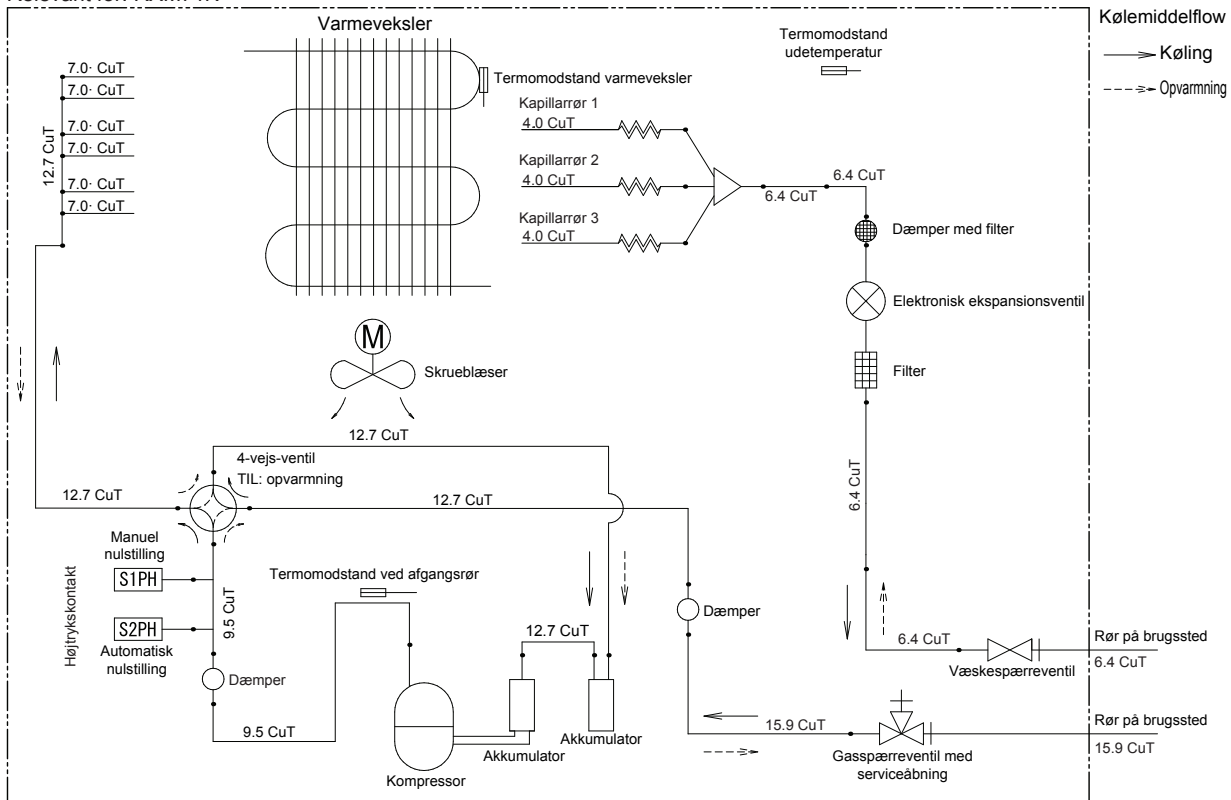 Varmeveksler
Termomodstand
udetemperatur
Kølemiddelflow
Køling
Opvarmning
7.0· CuT
7.0· CuT
7.0· CuT
7.0· CuT
7.0· CuT
7.0· CuT
12.7 CuT
Termomodstand varmeveksler
Kapillarrør 1
4.0 CuT
Kapillarrør 2
4.0 CuT
Kapillarrør 3
4.0 CuT
6.4 CuT
6.4 CuT
Dæmper med filter
Elektronisk ekspansionsventil
Filter
M
Skrueblæser
12.7 CuT
4-vejs-ventil
TIL: opvarmning
12.7 CuT
12.7 CuT
6.4 CuT
Manuel
nulstilling
S1PH
Højtrykskontakt
S2PH
Automatisk
nulstilling
9.5 CuT
Termomodstand ved afgangsrør
Dæmper
9.5 CuT
12.7 CuT
Kompressor
Akkumulator
Akkumulator
Dæmper
6.4 CuT
Væskespærreventil
Rør på brugssted
6.4 CuT
15.9 CuT
Gasspærreventil med
serviceåbning
Rør på brugssted
15.9 CuT